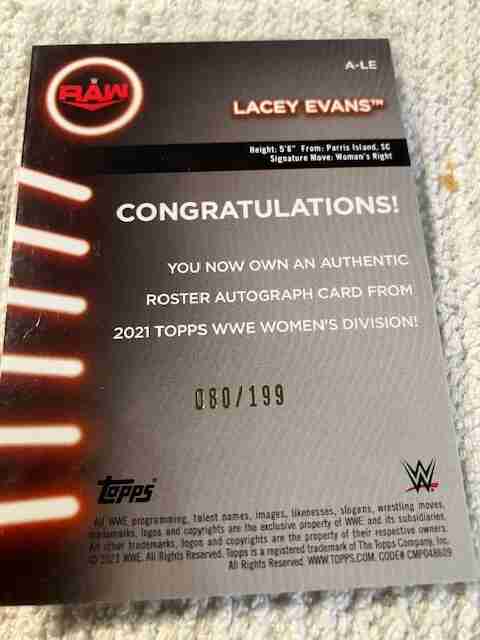 RAW
A-LE
LACEY EVANS™
Height: 5'6" From: Parris Island, SC
Signature Move: Woman's Right
CONGRATULATIONS!
YOU NOW OWN AN AUTHENTIC
ROSTER AUTOGRAPH CARD FROM
2021 TOPPS WWE WOMEN'S DIVISION!
080/199
Topps
W
All WWE programming, talent names, images, likenesses, slogans, wrestling moves,
trademarks, logos and copyrights are the exclusive property of WWE and its subsidiaries.
All other trademarks, logos and copyrights are the property of their respective owners.
© 2021 WWE. All Rights Reserved. Topps is a registered trademark of The Topps Company, Inc.
All Rights Reserved. WWW.TOPPS.COM. CODE# CMP048609